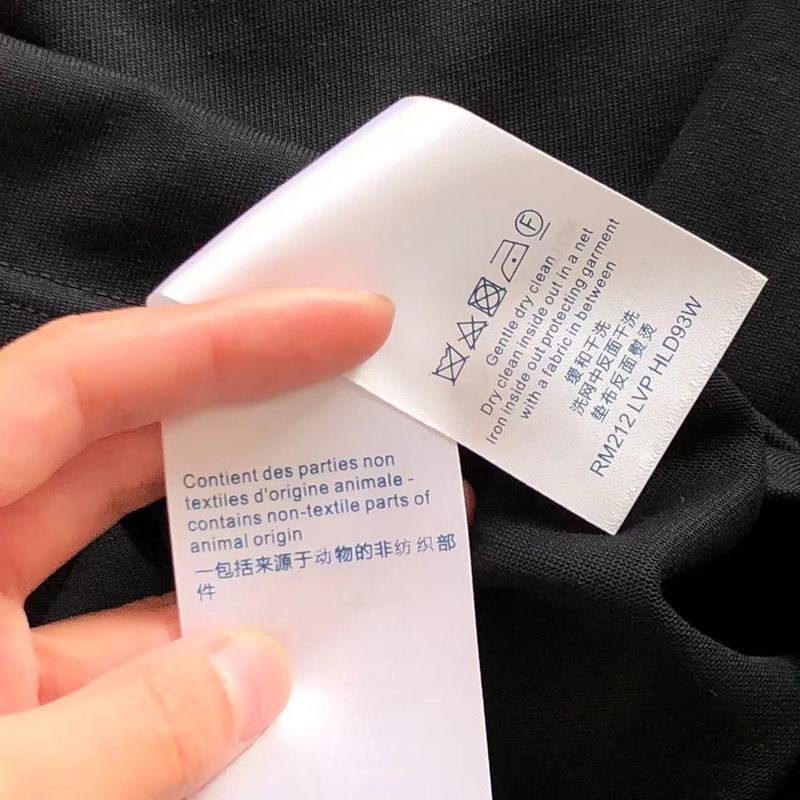 F
Gentle dry clean
Dry clean inside out in a net
Iron inside out protecting garment
with a fabric in between
缓和干洗
洗网中反面干洗
垫布反面熨烫
RM212 LVP HLD93W
Contient des parties non
textiles d'origine animale -
contains non-textile parts of
animal origin
一包括来源于动物的非纺织部
件